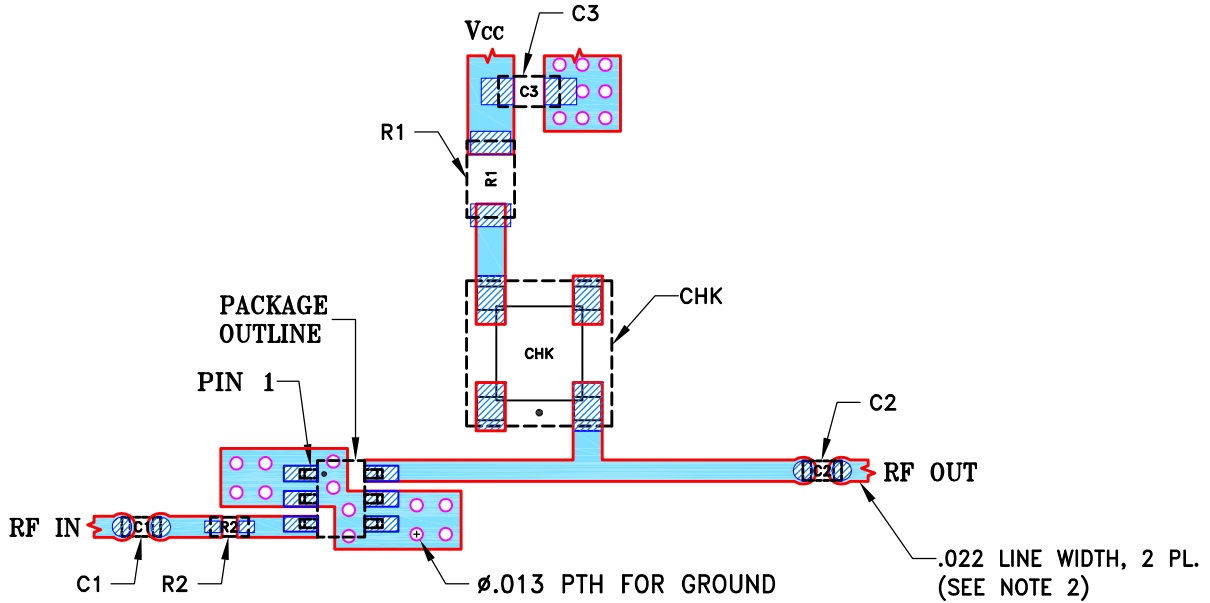 Vcc
C3
C3
R1
R1
PACKAGE
OUTLINE
CHK
CHK
PIN 1
C2
C2
RF OUT
RF IN
C1
R2
C1
R2
Ø.013 PTH FOR GROUND
.022 LINE WIDTH, 2 PL.
(SEE NOTE 2)